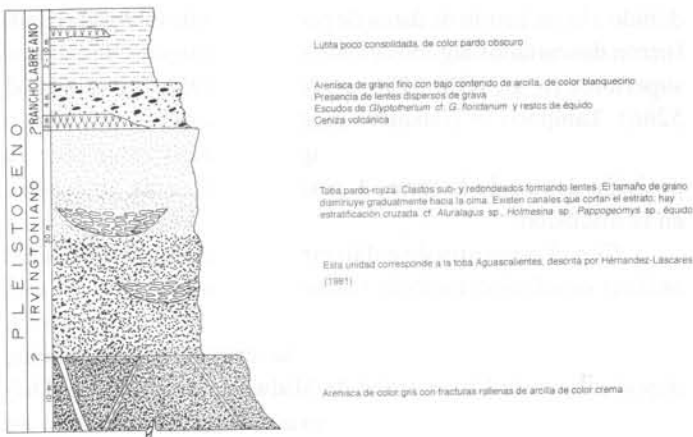 PLEISTOCENO
RANCHOLABREANO
IRVINGTONIANO
?
?
Lutita poco consolidada, de color pardo obscuro
Arenisca de grano fino con bajo contenido de arcilla, de color blanquecino
Presencia de lentes dispersos de grava
Escudos de Glyptotherium cf. G. floridanum y restos de équido
Ceniza volcánica
Toba pardo-rojiza. Clastos sub- y redondeados formando lentes. El tamaño de grano
disminuye gradualmente hacia la cima. Existen canales que cortan el estrato; hay
estratificación cruzada. cf. Aluralagus sp., Holmesina sp., Pappogeomys sp., équido
Esta unidad corresponde a la toba Aguascalientes, descrita por Hernández-Láscares
(1981)
Arenisca de color gris con fracturas rellenas de arcilla de color crema